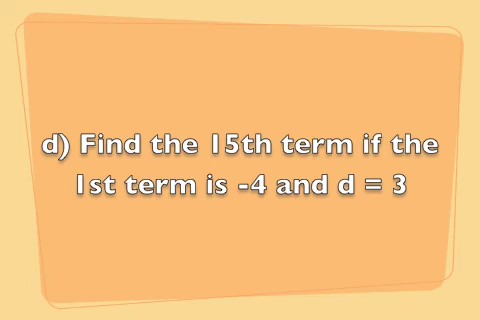 d) Find the 15th term if the
1st term is -4 and d = 3